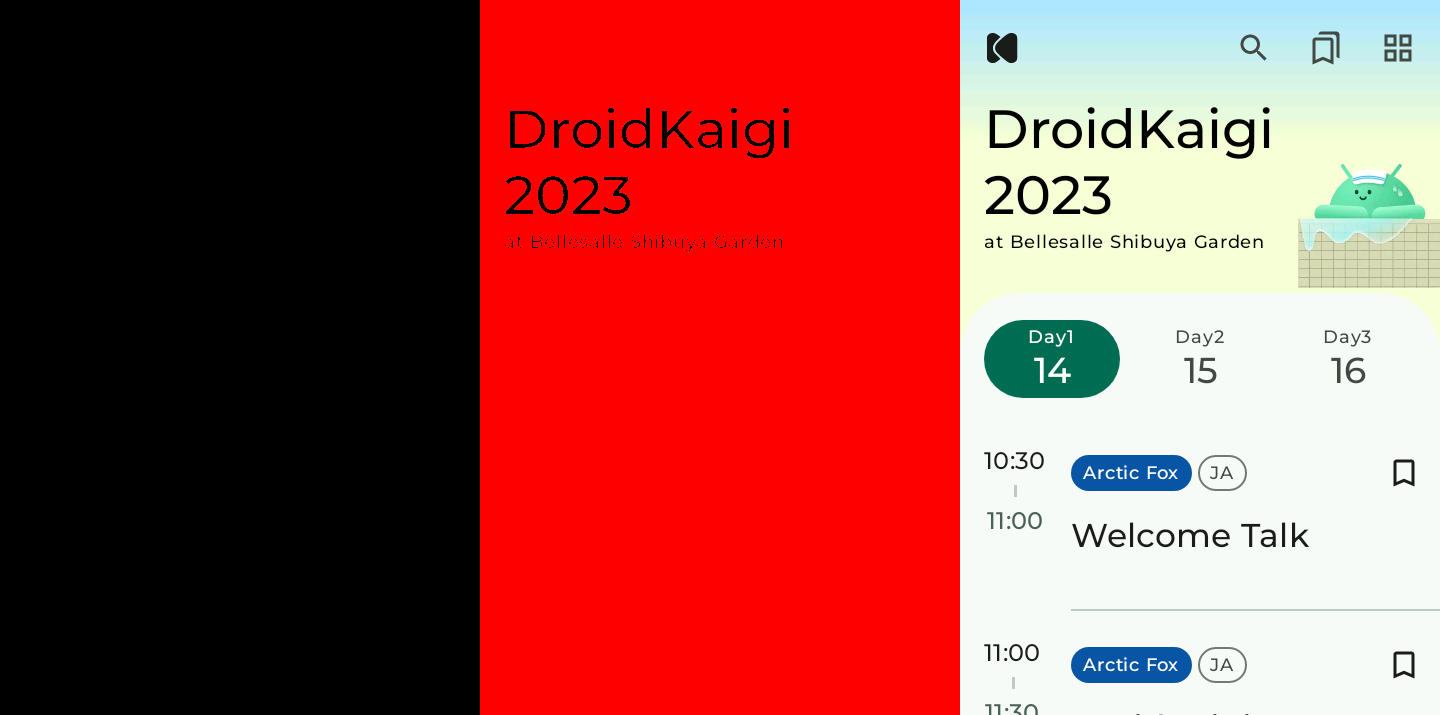 DroidKaigi
2023
at Bellesalle Shibuya Garden
DroidKaigi
2023
at Bellesalle Shibuya Garden
Day1
14
Day2
15
Day3
16
10:30
11:00
Arctic Fox
JA
Welcome Talk
11:00
11:30
Arctic Fox
JA